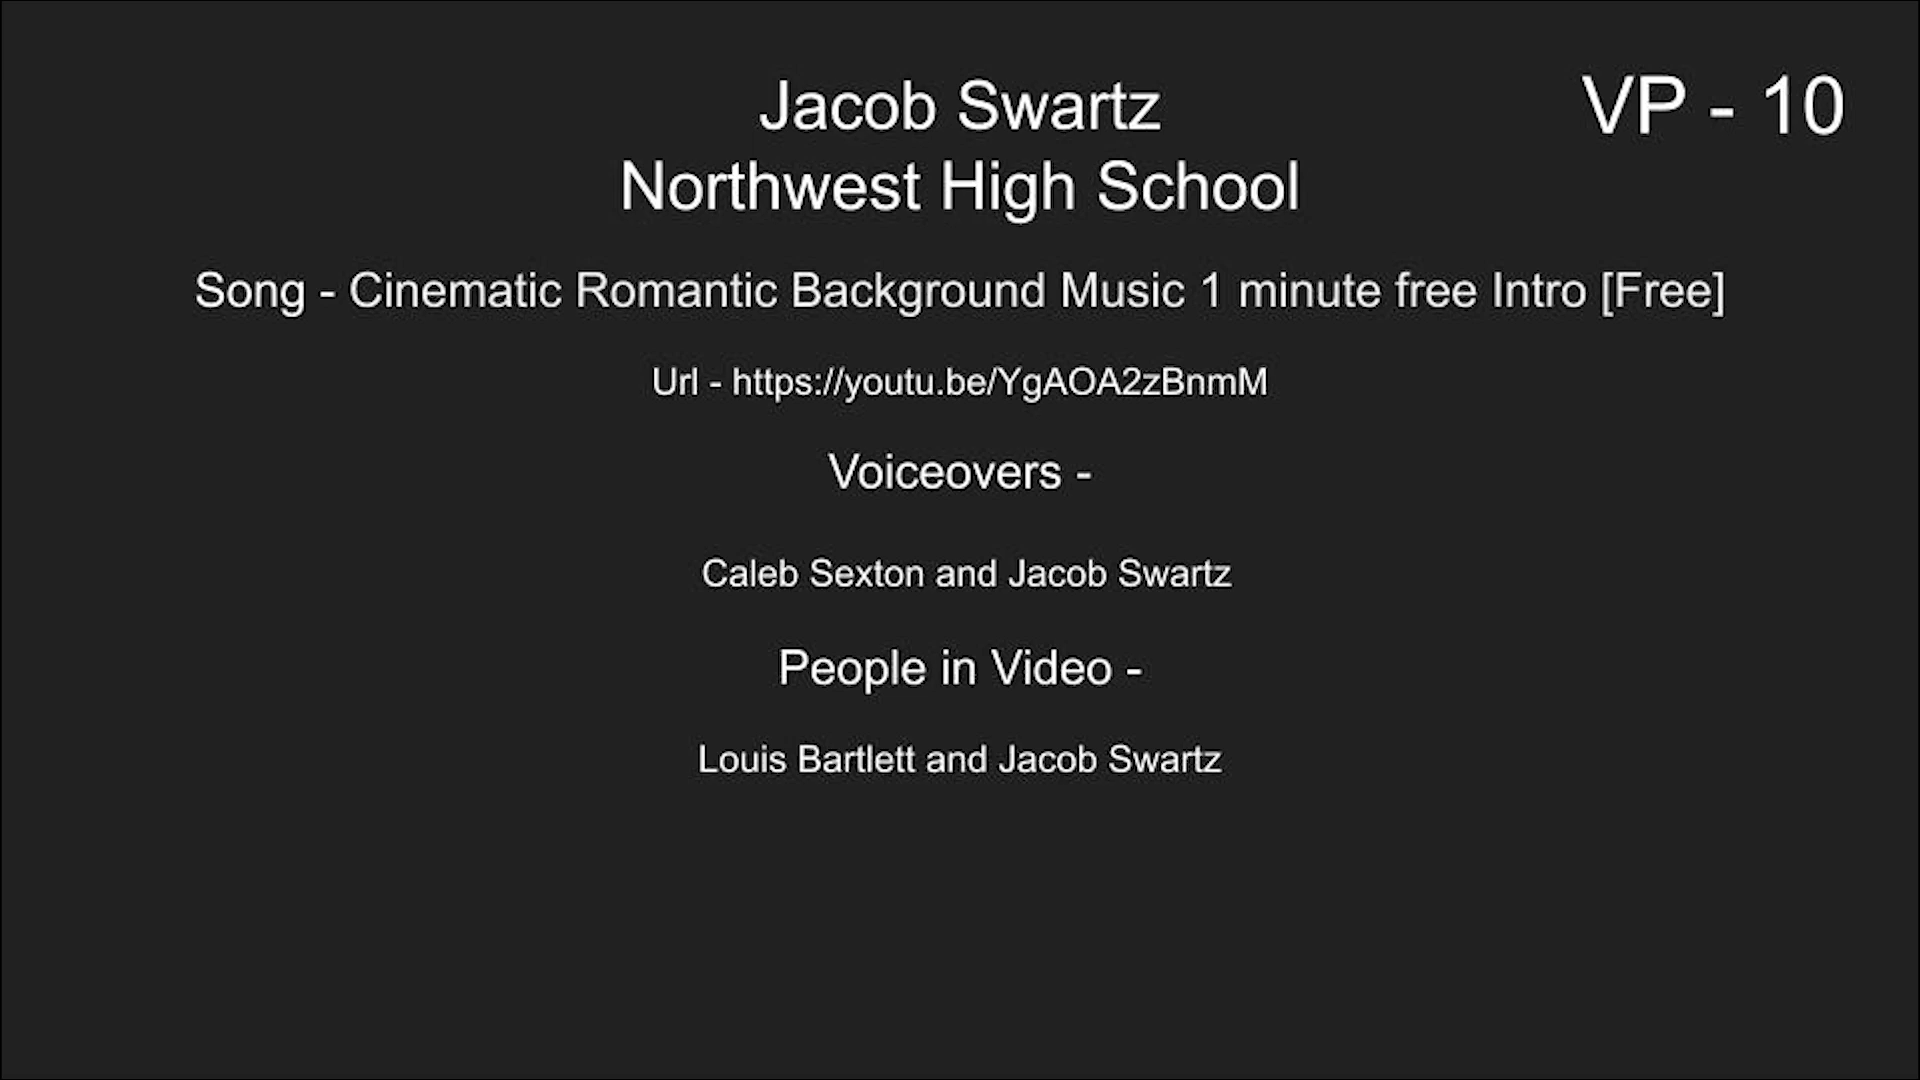 Jacob Swartz
VP - 10
Northwest High School
Song - Cinematic Romantic Background Music 1 minute free Intro [Free]
Url - https://youtu.be/YgAOA2zBnmM
Voiceovers -
Caleb Sexton and Jacob Swartz
People in Video -
Louis Bartlett and Jacob Swartz